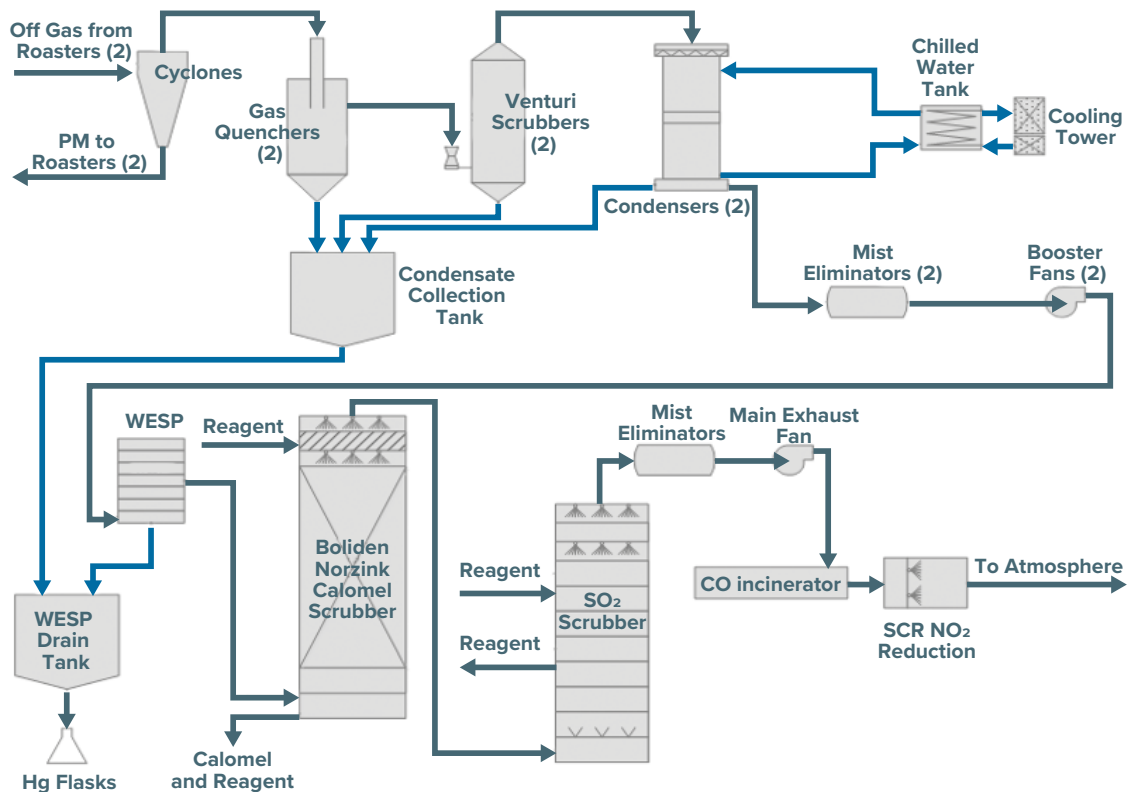 Off Gas from
Roasters (2)
Cyclones
PM to
Roasters (2)
Gas
Quenchers
(2)
Venturi
Scrubbers
(2)
Condensers (2)
Chilled
Water
Tank
Cooling
Tower
Condensate
Collection
Tank
Mist
Eliminators (2)
Booster
Fans (2)
WESP
Reagent
Boliden
Norzink
Calomel
Scrubber
WESP
Drain
Tank
Hg Flasks
Calomel
and Reagent
Mist
Eliminators
Main Exhaust
Fan
Reagent
SO₂
Scrubber
Reagent
CO incinerator
To Atmosphere
SCR NO₂
Reduction